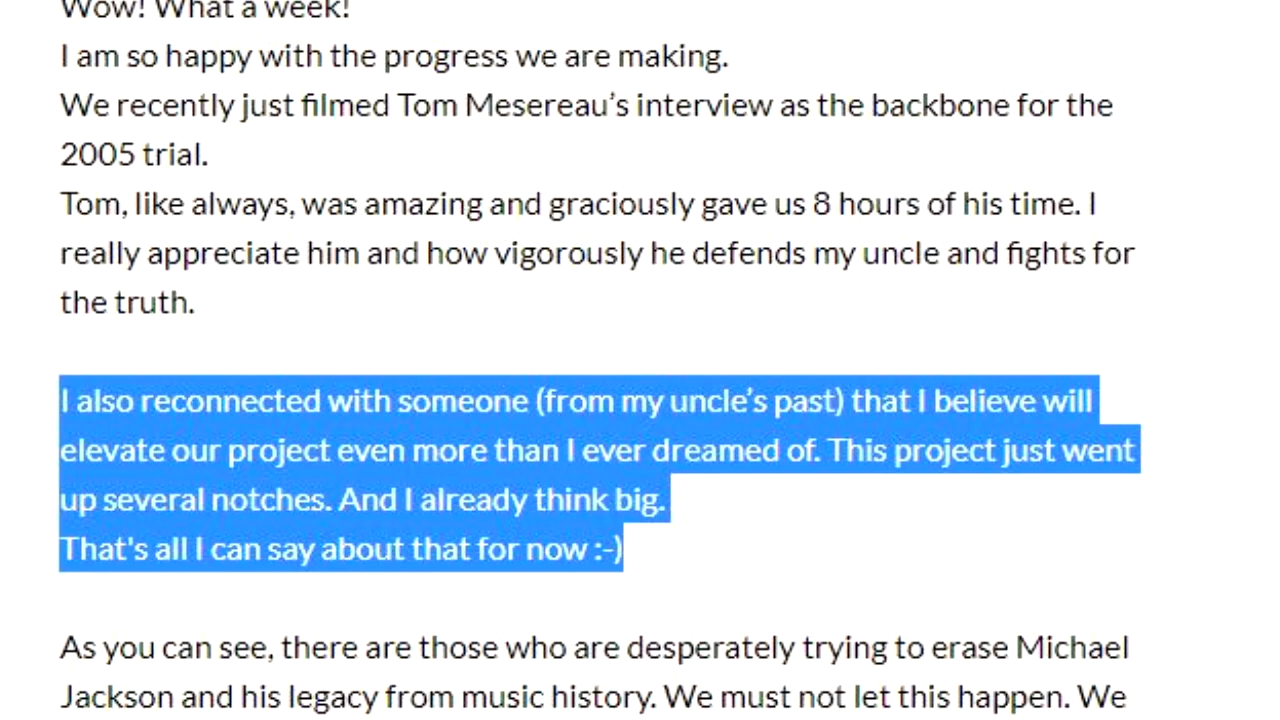 Wow! What a week!
I am so happy with the progress we are making.
We recently just filmed Tom Mesereau’s interview as the backbone for the
2005 trial.
Tom, like always, was amazing and graciously gave us 8 hours of his time. I
really appreciate him and how vigorously he defends my uncle and fights for
the truth.
I also reconnected with someone (from my uncle’s past) that I believe will
elevate our project even more than I ever dreamed of. This project just went
up several notches. And I already think big.
That's all I can say about that for now :-)
As you can see, there are those who are desperately trying to erase Michael
Jackson and his legacy from music history. We must not let this happen. We